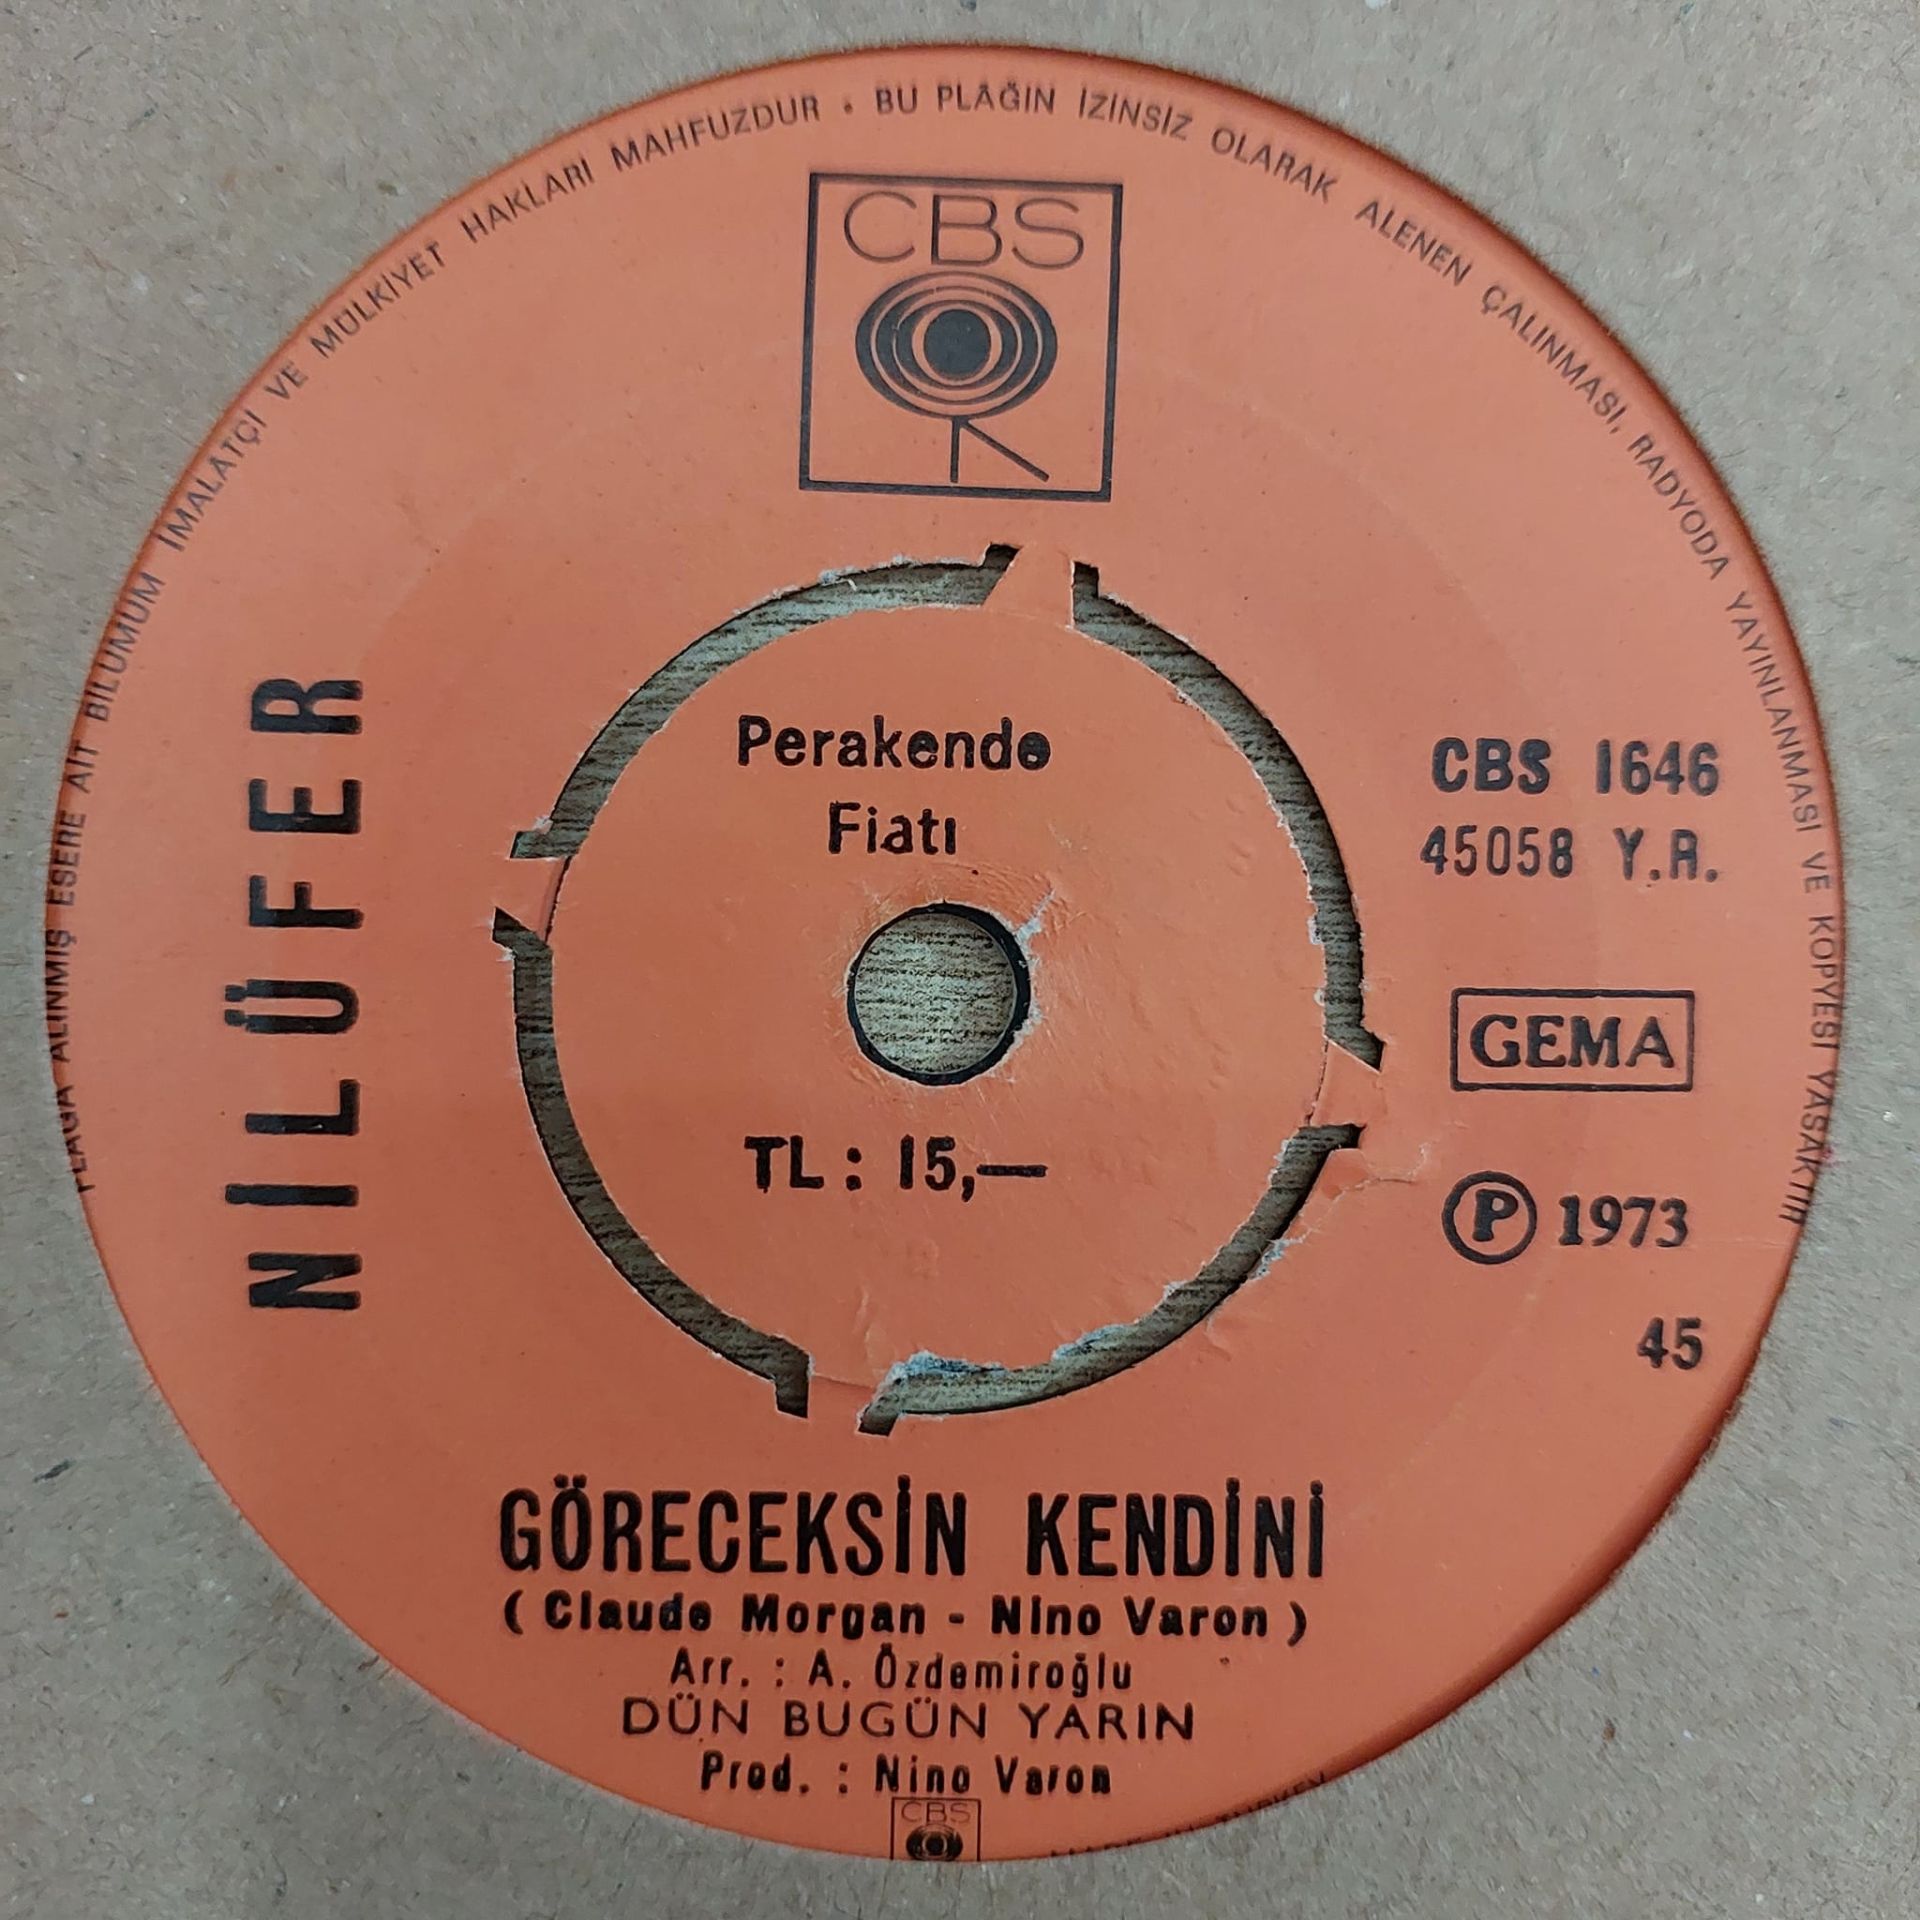 PLAĞA ALINMIŞ ESERE AİT BİLUMUM İMALATÇI VE MÜLKİYET HAKLARI MAHFUZDUR • BU PLAĞIN İZİNSİZ OLARAK ALENEN ÇALINMASI, RADYODA YAYINLANMASI VE KOPYESİ YASAKTIR
CBS
NİLÜFER
Perakende
Fiatı
TL : 15,—
CBS 1646
45058 Y.R.
GEMA
Ⓟ 1973
45
GÖRECEKSİN KENDİNİ
( Claude Morgan - Nino Varon )
Arr. : A. Özdemiroğlu
DÜN BUGÜN YARIN
Prod. : Nino Varon
CBS